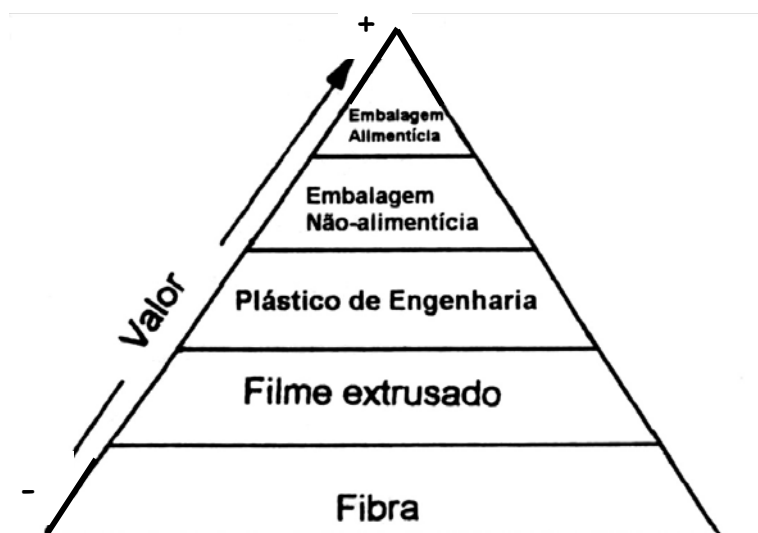 +
Embalagem
Alimentícia
Embalagem
Não-alimentícia
Plástico de Engenharia
Valor
Filme extrusado
-
Fibra